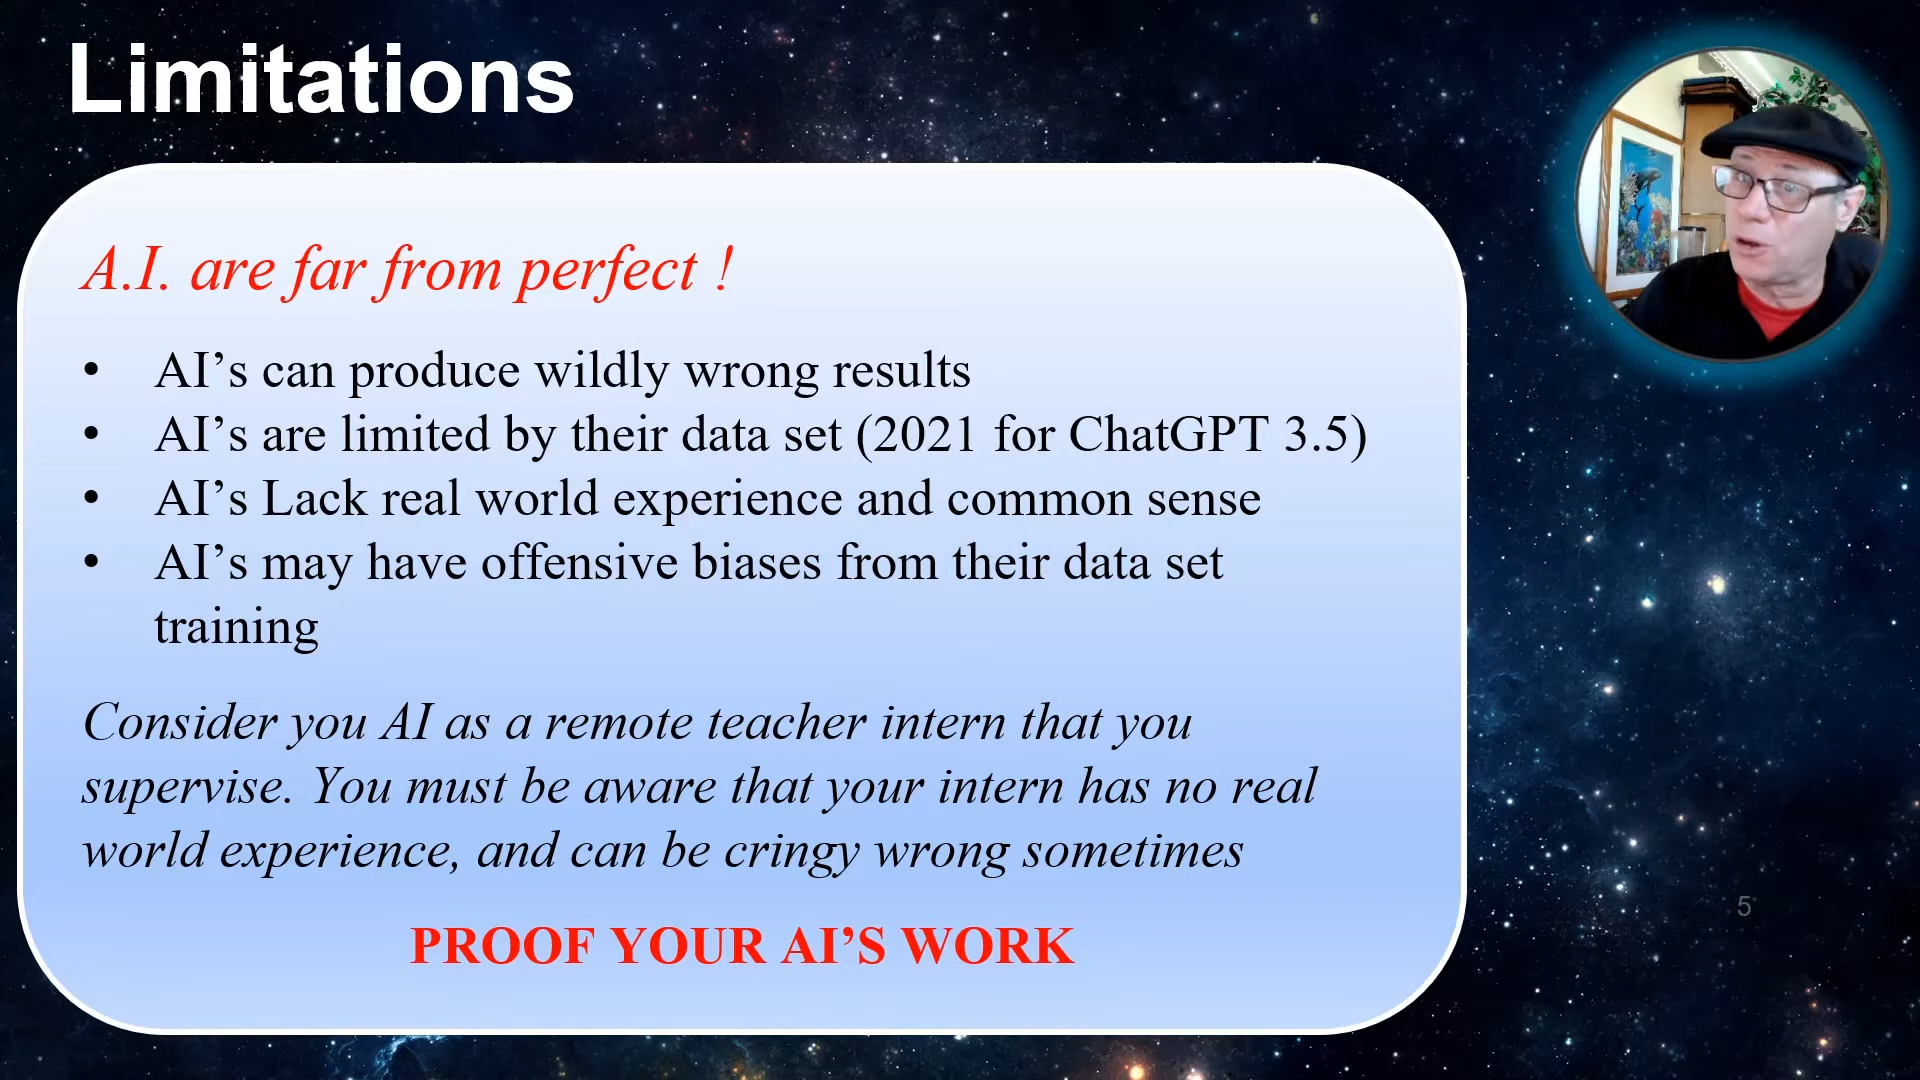 Limitations
A.I. are far from perfect !
• AI’s can produce wildly wrong results
• AI’s are limited by their data set (2021 for ChatGPT 3.5)
• AI’s Lack real world experience and common sense
• AI’s may have offensive biases from their data set
training
Consider you AI as a remote teacher intern that you
supervise. You must be aware that your intern has no real
world experience, and can be cringy wrong sometimes
PROOF YOUR AI’S WORK
5